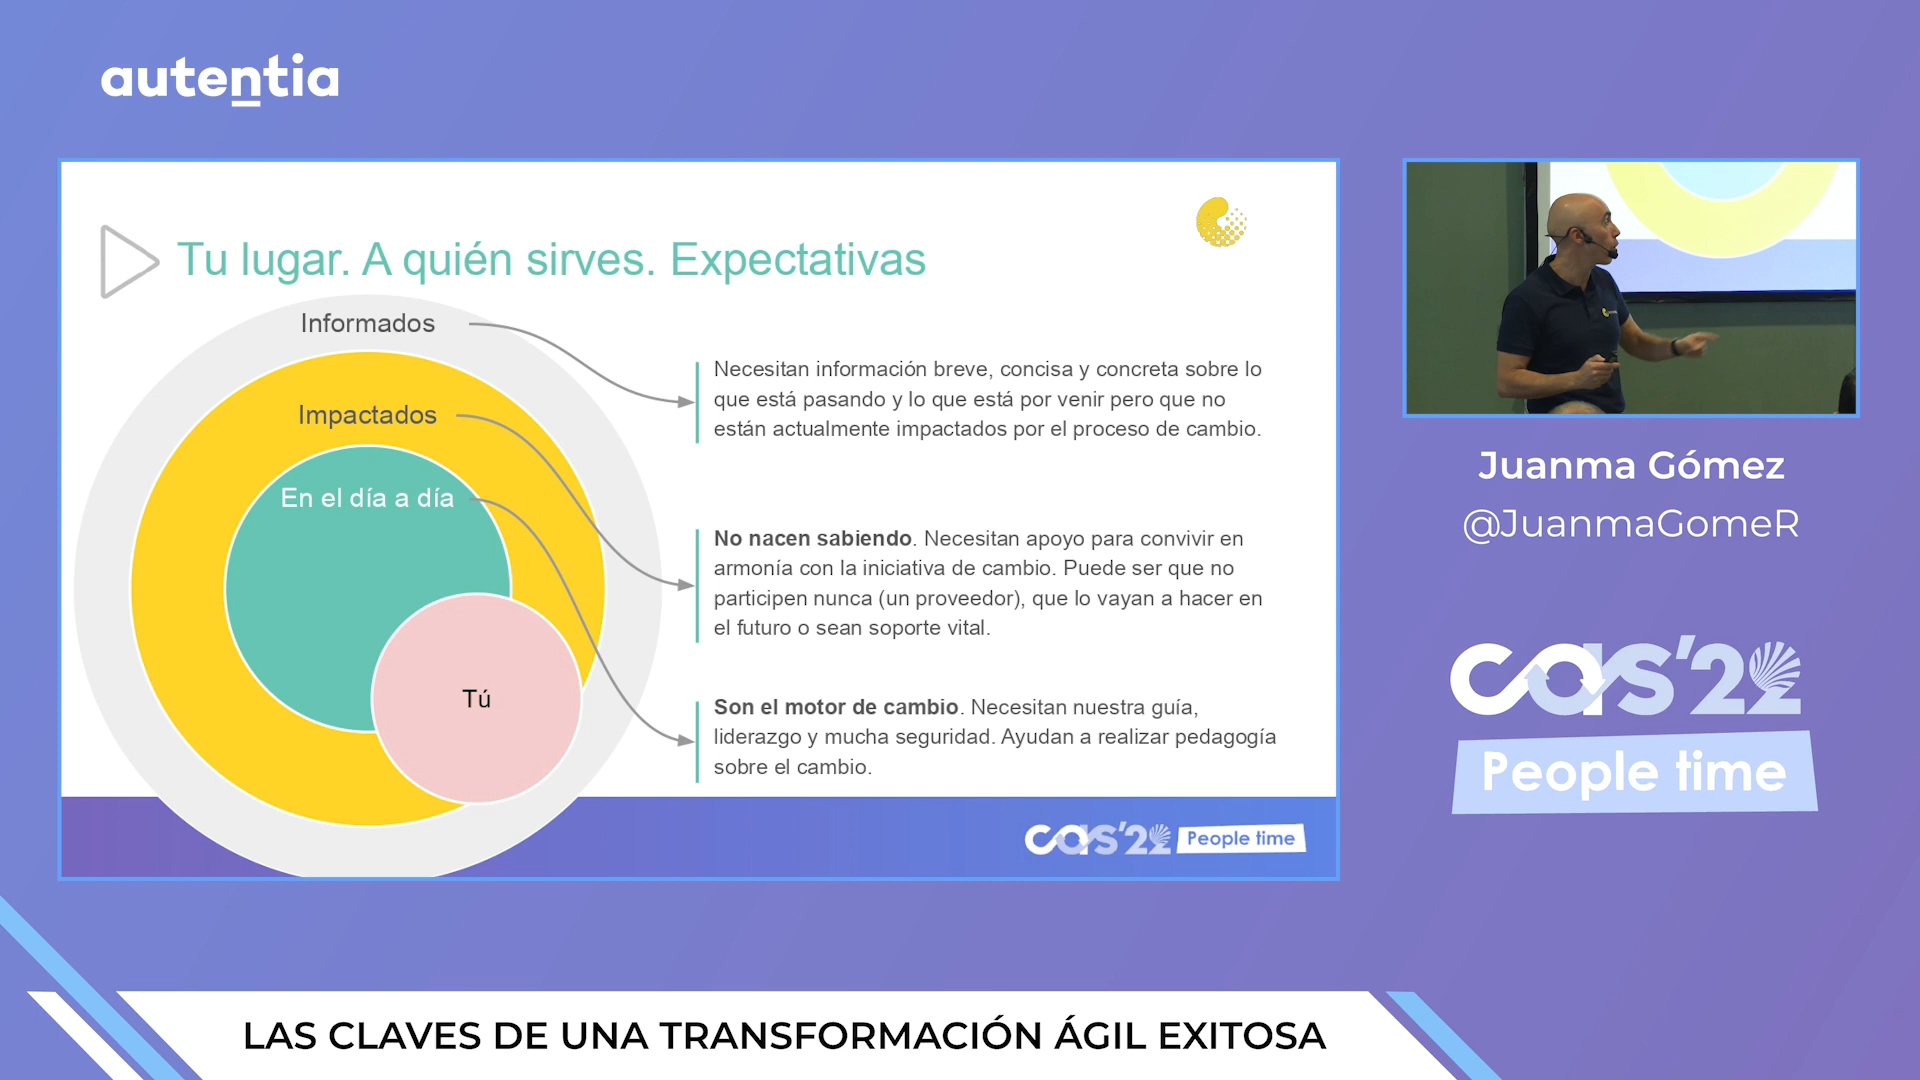 autentia
Tu lugar. A quién sirves. Expectativas
Informados
Impactados
En el día a día
Tú
Necesitan información breve, concisa y concreta sobre lo
que está pasando y lo que está por venir pero que no
están actualmente impactados por el proceso de cambio.
No nacen sabiendo. Necesitan apoyo para convivir en
armonía con la iniciativa de cambio. Puede ser que no
participen nunca (un proveedor), que lo vayan a hacer en
el futuro o sean soporte vital.
Son el motor de cambio. Necesitan nuestra guía,
liderazgo y mucha seguridad. Ayudan a realizar pedagogía
sobre el cambio.
cas'22
People time
Juanma Gómez
@JuanmaGomeR
cas'22
People time
LAS CLAVES DE UNA TRANSFORMACIÓN ÁGIL EXITOSA